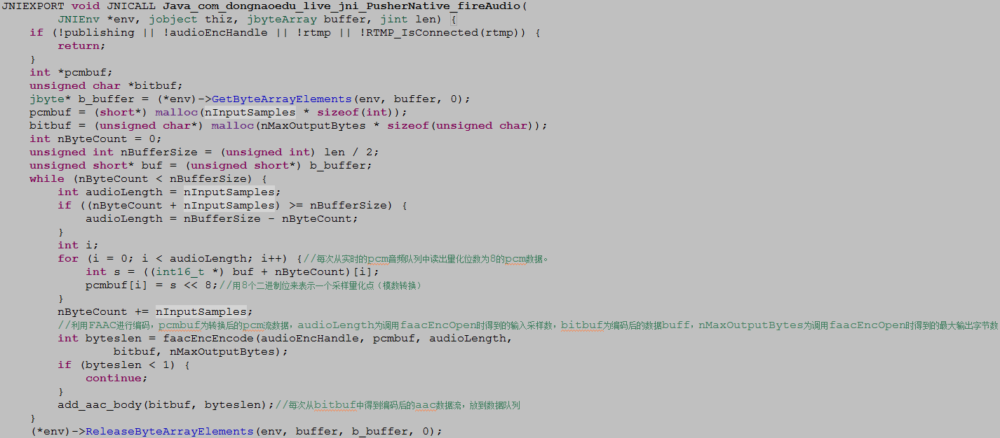 JNIEXPORT void JNICALL Java_com_dongnaoedu_live_jni_PusherNative_fireAudio(
        JNIEnv *env, jobject thiz, jbyteArray buffer, jint len) {
    if (!publishing || !audioEncHandle || !rtmp || !RTMP_IsConnected(rtmp)) {
        return;
    }
    int *pcmbuf;
    unsigned char *bitbuf;
    jbyte* b_buffer = (*env)->GetByteArrayElements(env, buffer, 0);
    pcmbuf = (short*) malloc(nInputSamples * sizeof(int));
    bitbuf = (unsigned char*) malloc(nMaxOutputBytes * sizeof(unsigned char));
    int nByteCount = 0;
    unsigned int nBufferSize = (unsigned int) len / 2;
    unsigned short* buf = (unsigned short*) b_buffer;
    while (nByteCount < nBufferSize) {
        int audioLength = nInputSamples;
        if ((nByteCount + nInputSamples) >= nBufferSize) {
            audioLength = nBufferSize - nByteCount;
        }
        int i;
        for (i = 0; i < audioLength; i++) {//每次从实时的pcm音频队列中读出量化位数为8的pcm数据。
            int s = ((int16_t *) buf + nByteCount)[i];
            pcmbuf[i] = s << 8;//用8个二进制位来表示一个采样量化点（模数转换）
        }
        nByteCount += nInputSamples;
        //利用FAAC进行编码，pcmbuf为转换后的pcm流数据，audioLength为调用faacEncOpen时得到的输入采样数，bitbuf为编码后的数据buff，nMaxOutputBytes为调用faacEncOpen时得到的最大输出字节数
        int byteslen = faacEncEncode(audioEncHandle, pcmbuf, audioLength,
                bitbuf, nMaxOutputBytes);
        if (byteslen < 1) {
            continue;
        }
        add_aac_body(bitbuf, byteslen);//每次从bitbuf中得到编码后的aac数据流，放到数据队列
    }
    (*env)->ReleaseByteArrayElements(env, buffer, b_buffer, 0);